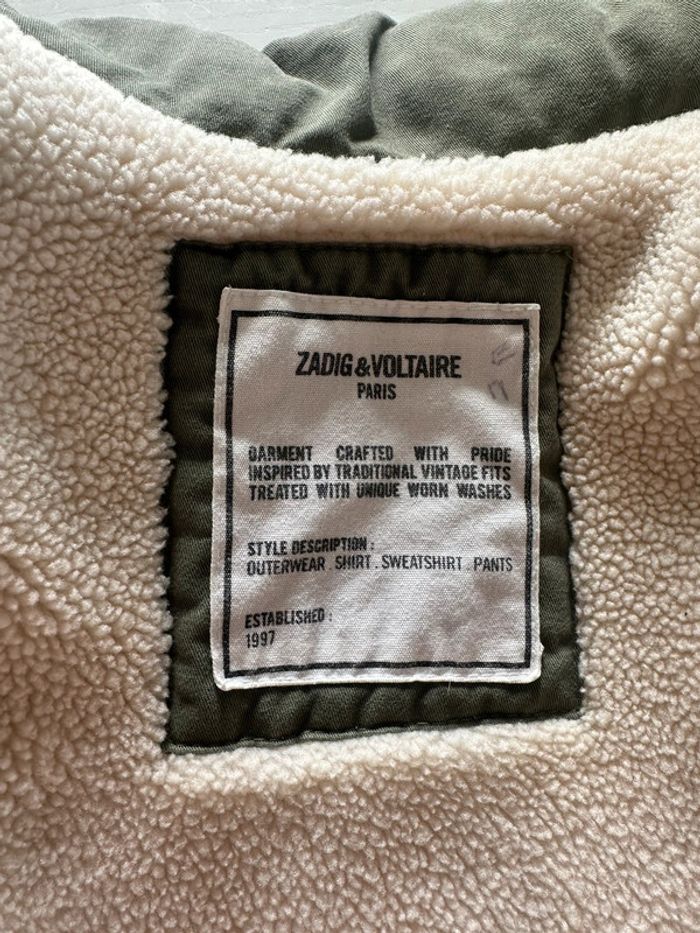 ZADIG&VOLTAIRE
PARIS
GARMENT CRAFTED WITH PRIDE
INSPIRED BY TRADITIONAL VINTAGE FITS
TREATED WITH UNIQUE WORN WASHES
STYLE DESCRIPTION :
OUTERWEAR . SHIRT . SWEATSHIRT . PANTS
ESTABLISHED :
1997